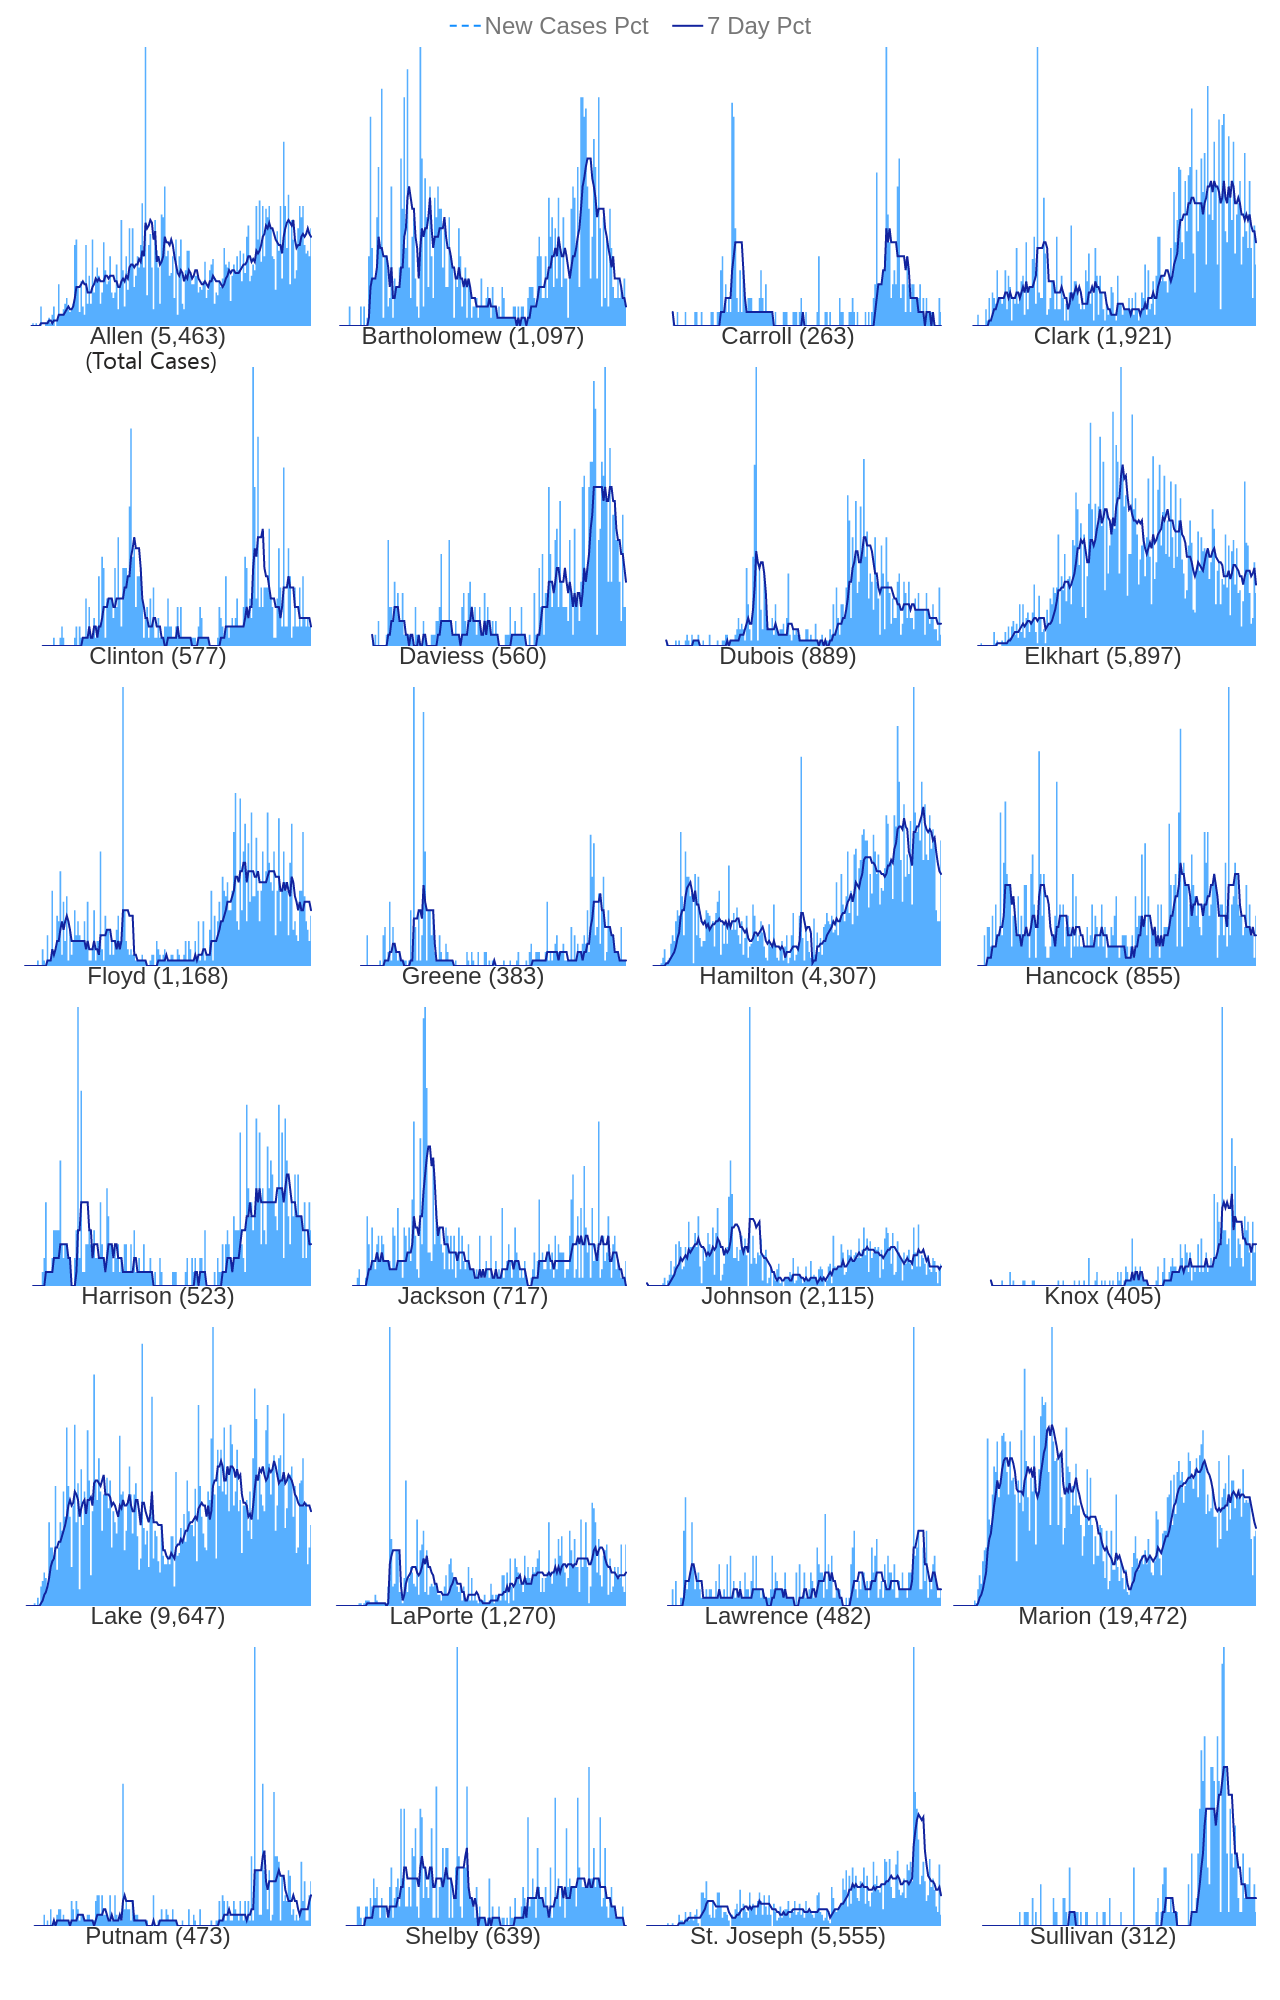 New Cases Pct 7 Day Pct
Allen (5,463) Bartholomew (1,097) Carroll (263) Clark (1,921)
(Total Cases)
Clinton (577) Daviess (560) Dubois (889) Elkhart (5,897)
Floyd (1,168) Greene (383) Hamilton (4,307) Hancock (855)
Harrison (523) Jackson (717) Johnson (2,115) Knox (405)
Lake (9,647) LaPorte (1,270) Lawrence (482) Marion (19,472)
Putnam (473) Shelby (639) St. Joseph (5,555) Sullivan (312)